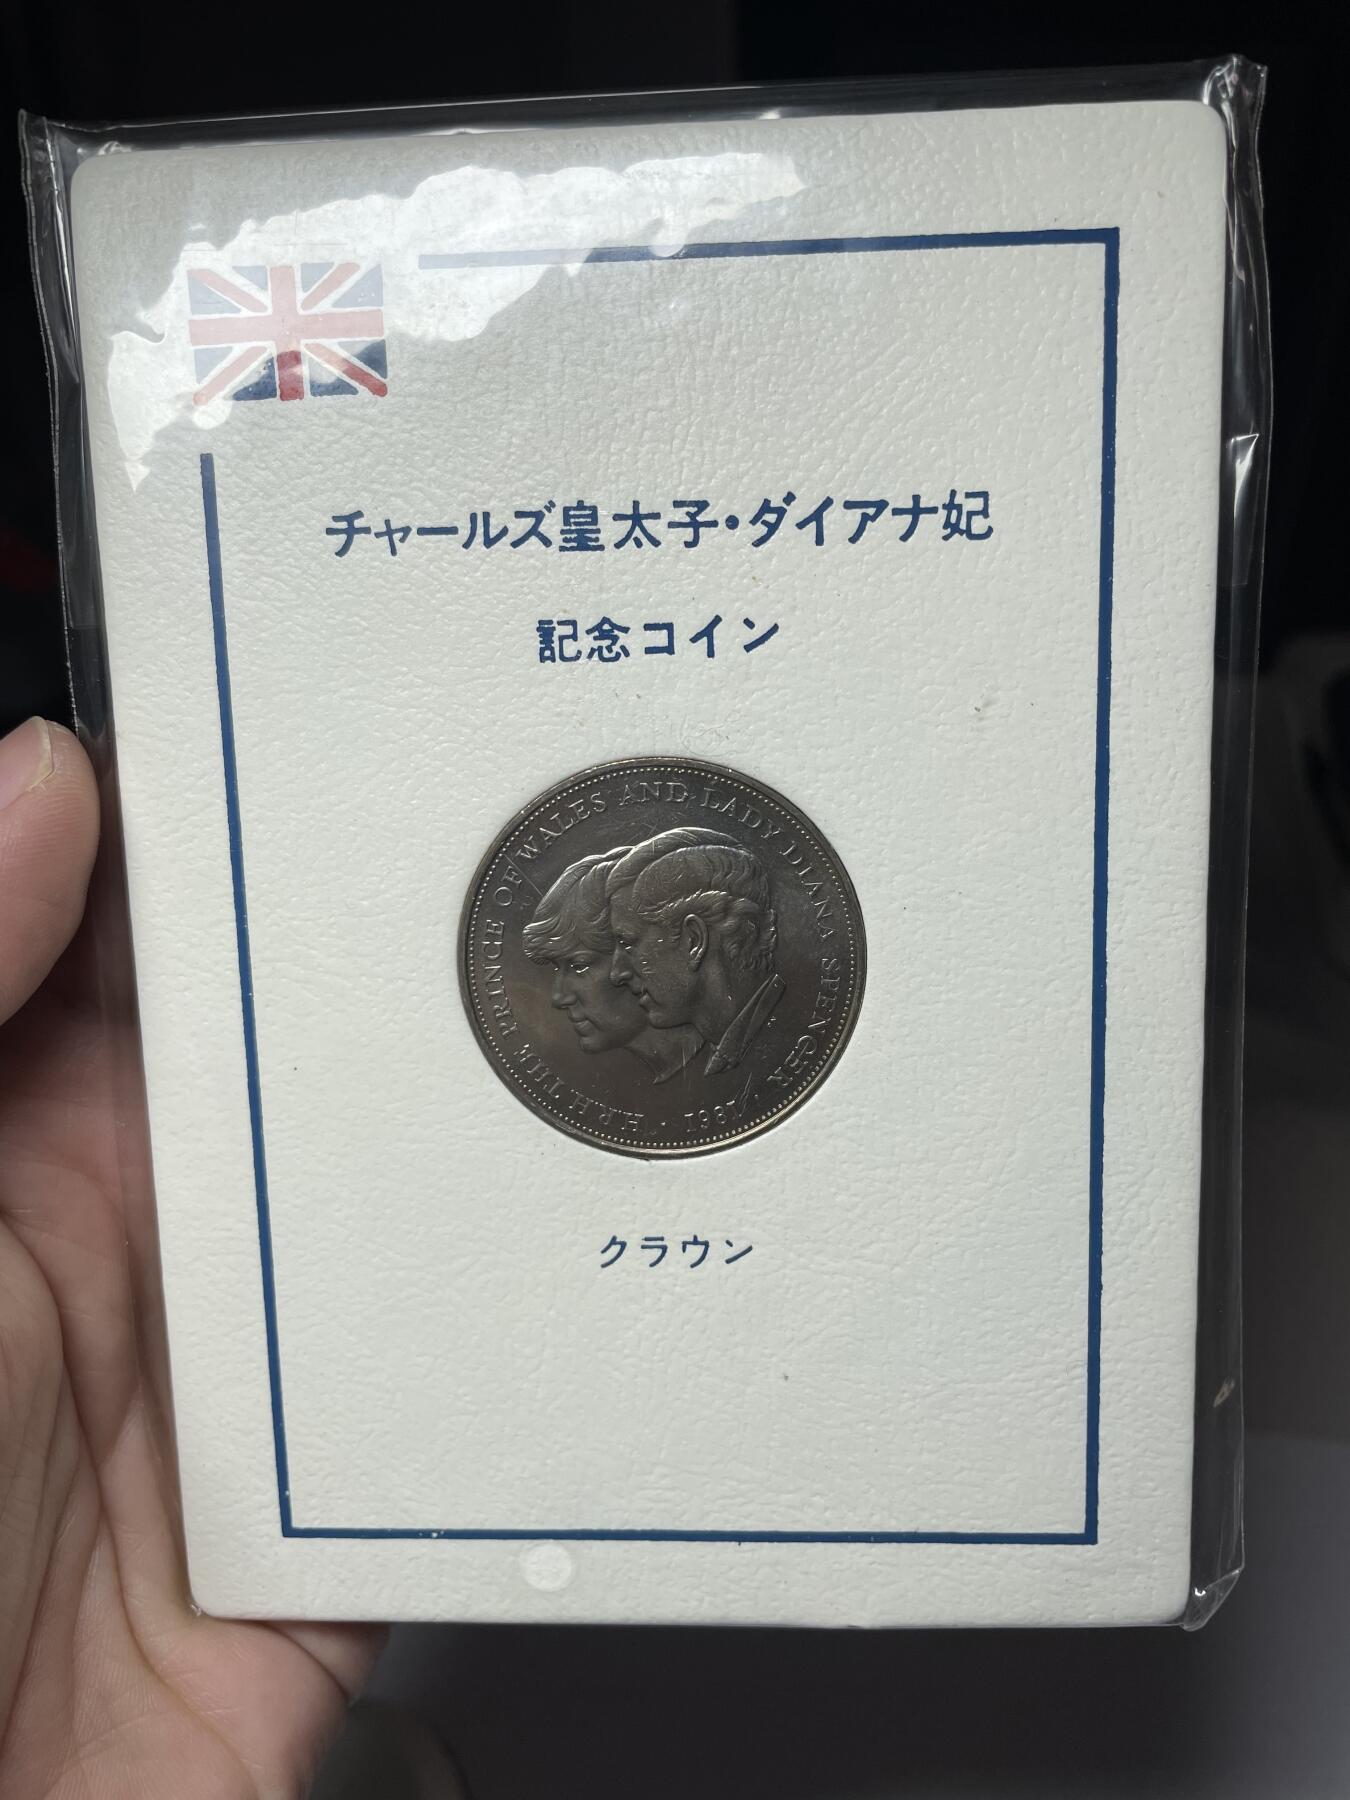 チャールズ皇太子・ダイアナ妃
記念コイン
H.R.H. THE PRINCE OF WALES AND LADY DIANA SPENCER
· 1981 ·
クラウン